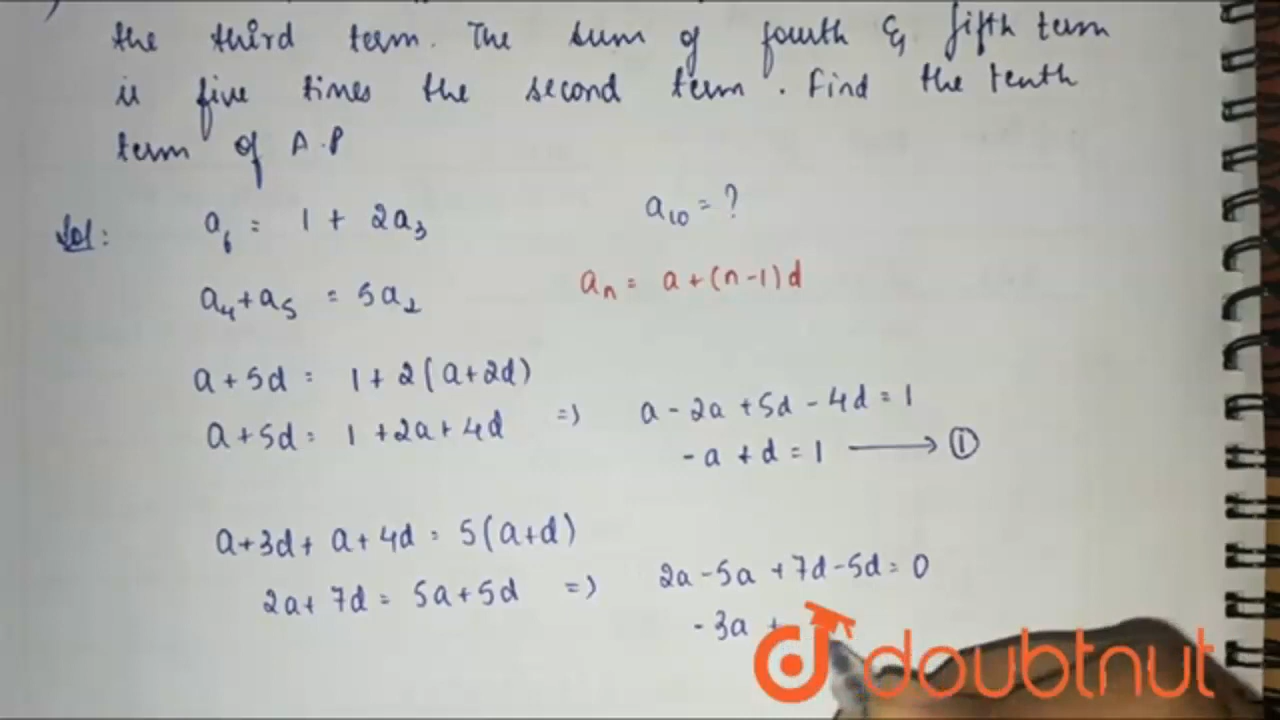 the third term. The sum of fourth & fifth term
is five times the second term. Find the tenth
term of A.P
Sol: a₆ = 1 + 2a₃
a₁₀ = ?
a₄+a₅ = 5a₂
aₙ = a+(n-1)d
a+5d = 1+2(a+2d)
a+5d = 1+2a+4d => a-2a+5d-4d=1
-a+d=1 → ①
a+3d+a+4d = 5(a+d)
2a+7d = 5a+5d => 2a-5a+7d-5d=0
-3a +
doubtnut